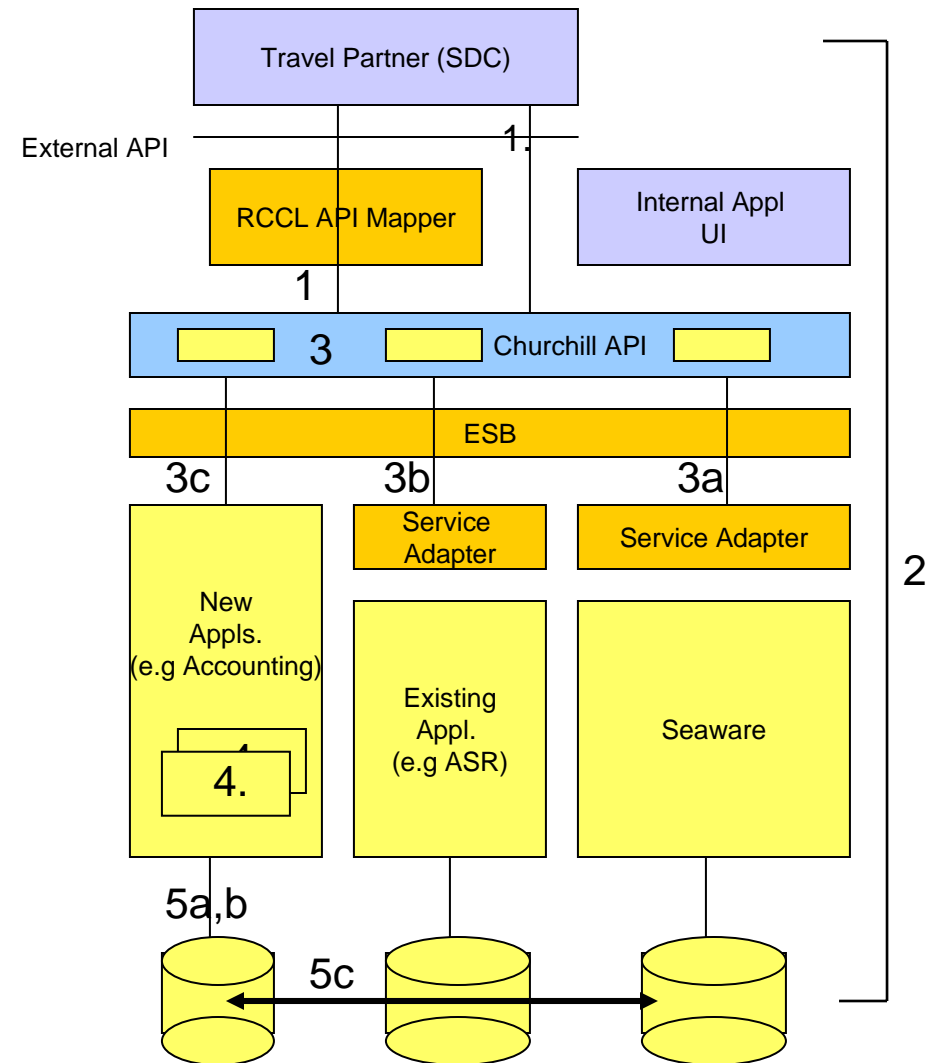 Travel Partner (SDC)
External API
1.
RCCL API Mapper
Internal Appl
UI
1
3
Churchill API
ESB
3c
3b
3a
Service
Adapter
Service Adapter
2
New
Appls.
(e.g Accounting)
Existing
Appl.
(e.g ASR)
Seaware
4.
5a,b
5c